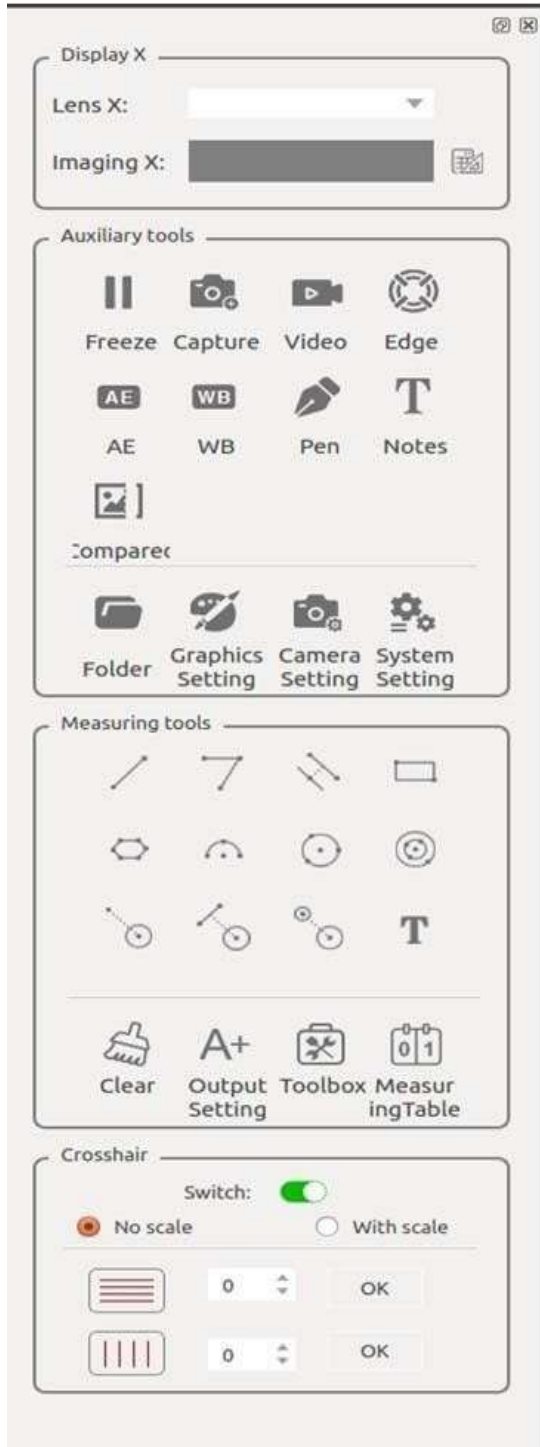 Display X
Lens X:
Imaging X:
Auxiliary tools
Freeze Capture Video Edge
AE WB T
AE WB Pen Notes
Compared
Folder Graphics Setting Camera Setting System Setting
Measuring tools
T
A+
0 1
Clear Output Setting Toolbox Measur ingTable
Crosshair
Switch:
No scale With scale
0 OK
0 OK